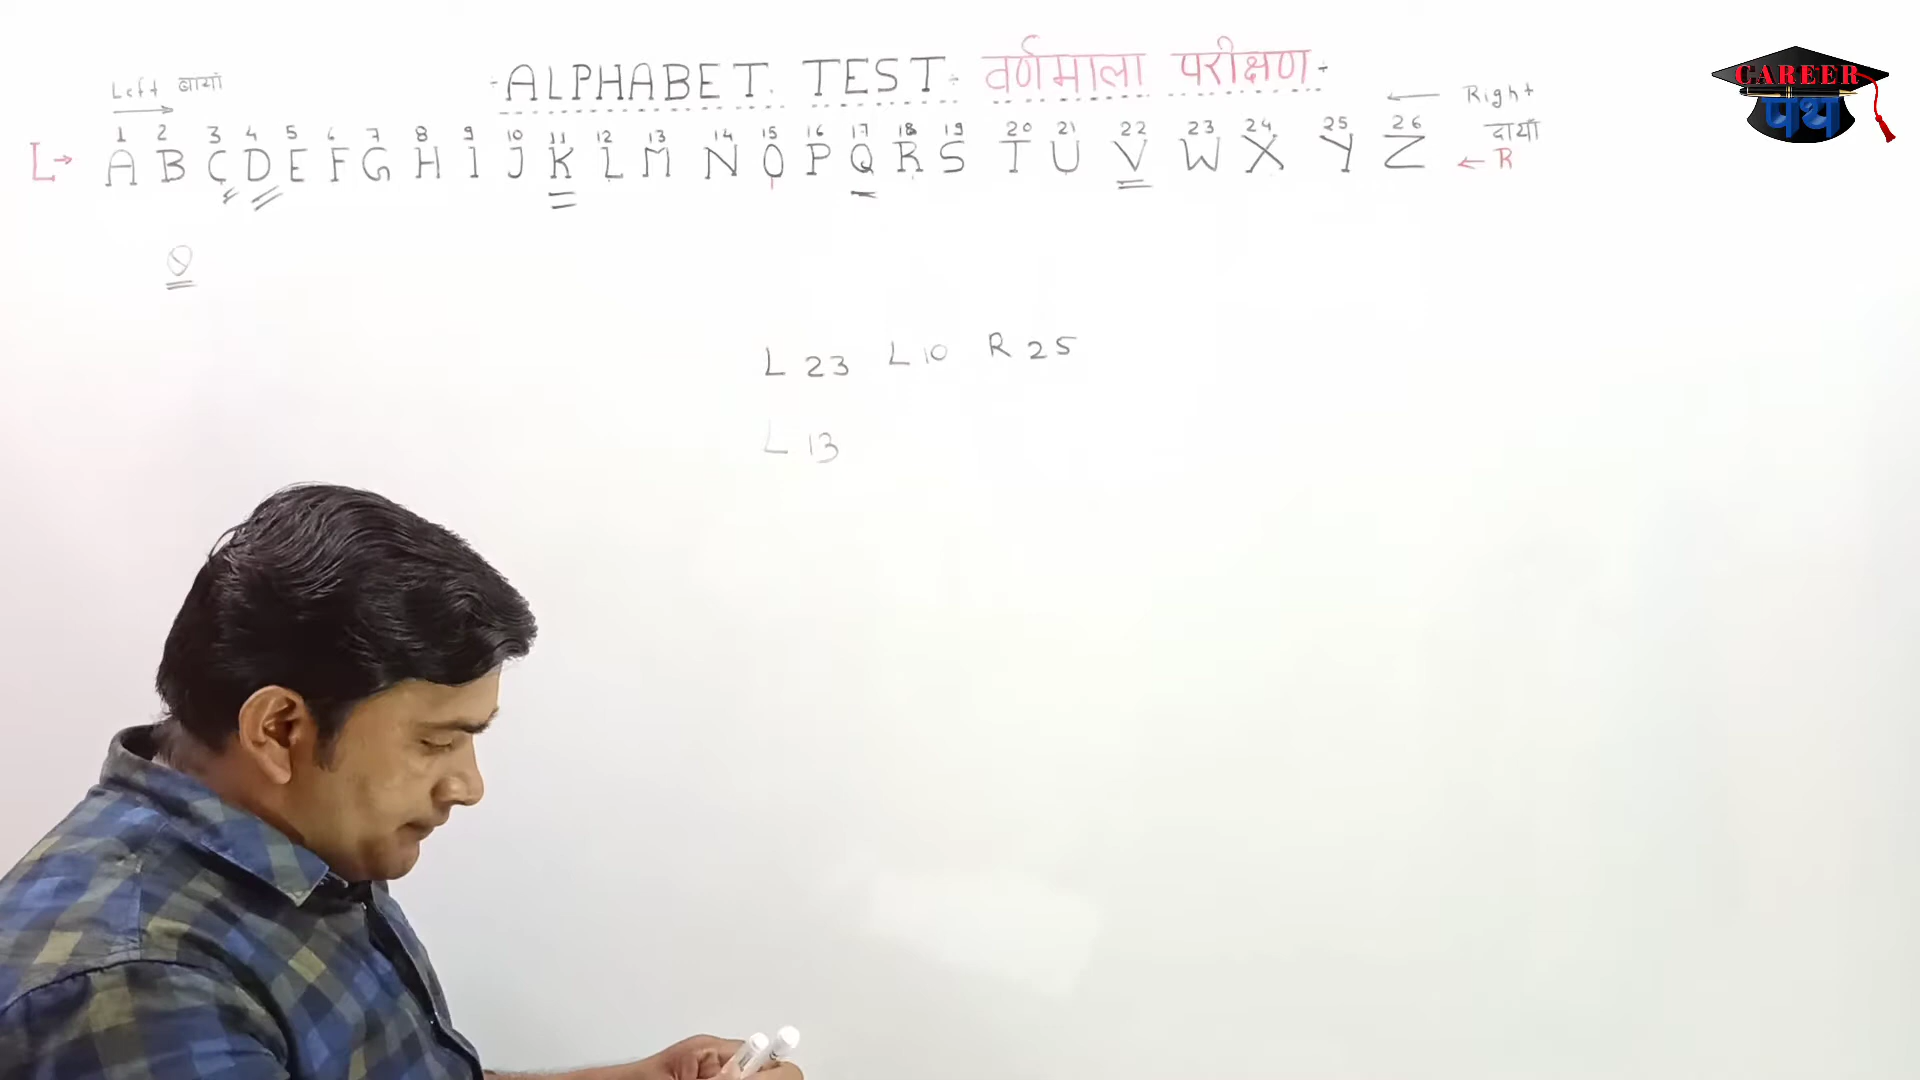 -: ALPHABET TEST :- वर्णमाला परीक्षण :-
CAREER
पथ
Left बायां
Right
दायाँ
1 2 3 4 5 6 7 8 9 10 11 12 13 14 15 16 17 18 19 20 21 22 23 24 25 26
L→ A B C D E F G H I J K L M N O P Q R S T U V W X Y Z ← R
Q
L 23 L 10 R 25
L 13